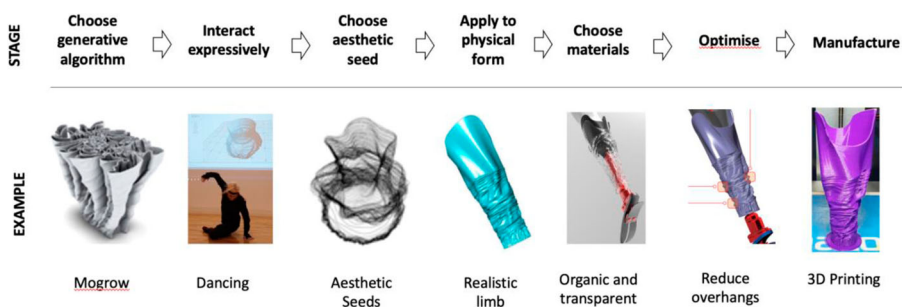 STAGE
Choose
generative
algorithm
Interact
expressively
Choose
aesthetic
seed
Apply to
physical
form
Choose
materials
Optimise
Manufacture
EXAMPLE
Mogrow
Dancing
Aesthetic
Seeds
Realistic
limb
Organic and
transparent
Reduce
overhangs
3D Printing